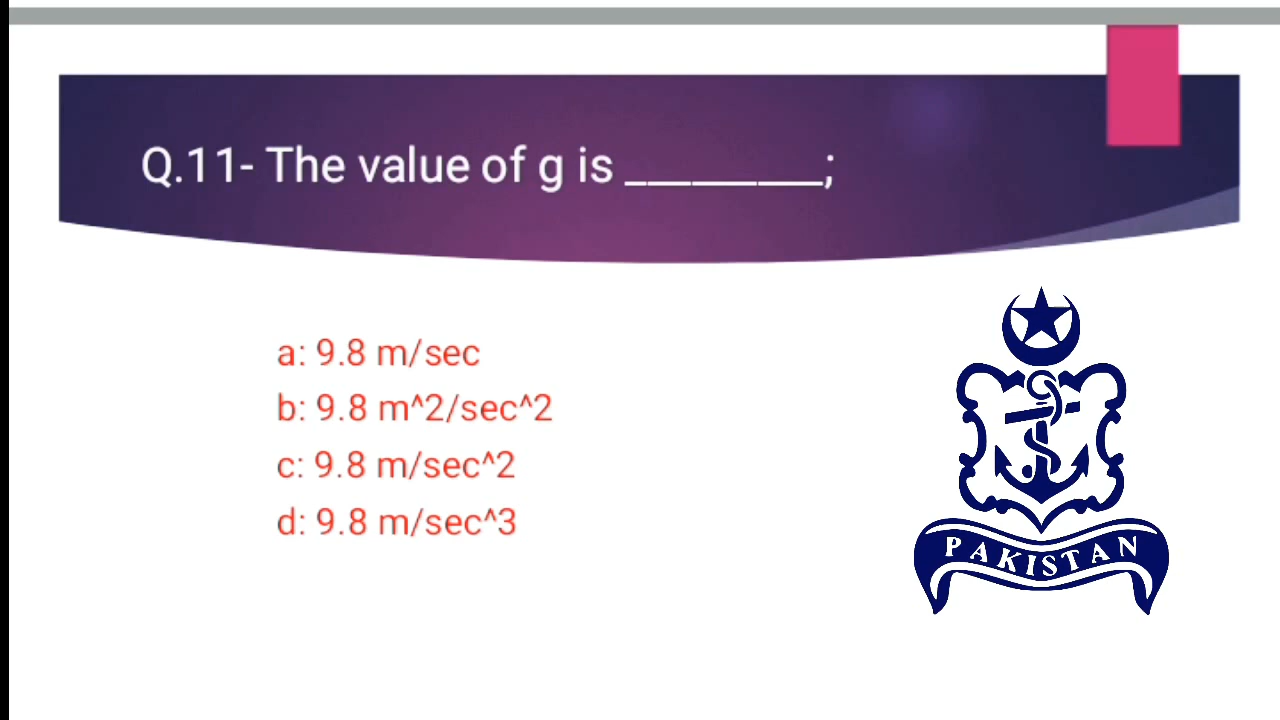 Q.11- The value of g is ________;
a: 9.8 m/sec
b: 9.8 m^2/sec^2
c: 9.8 m/sec^2
d: 9.8 m/sec^3
PAKISTAN